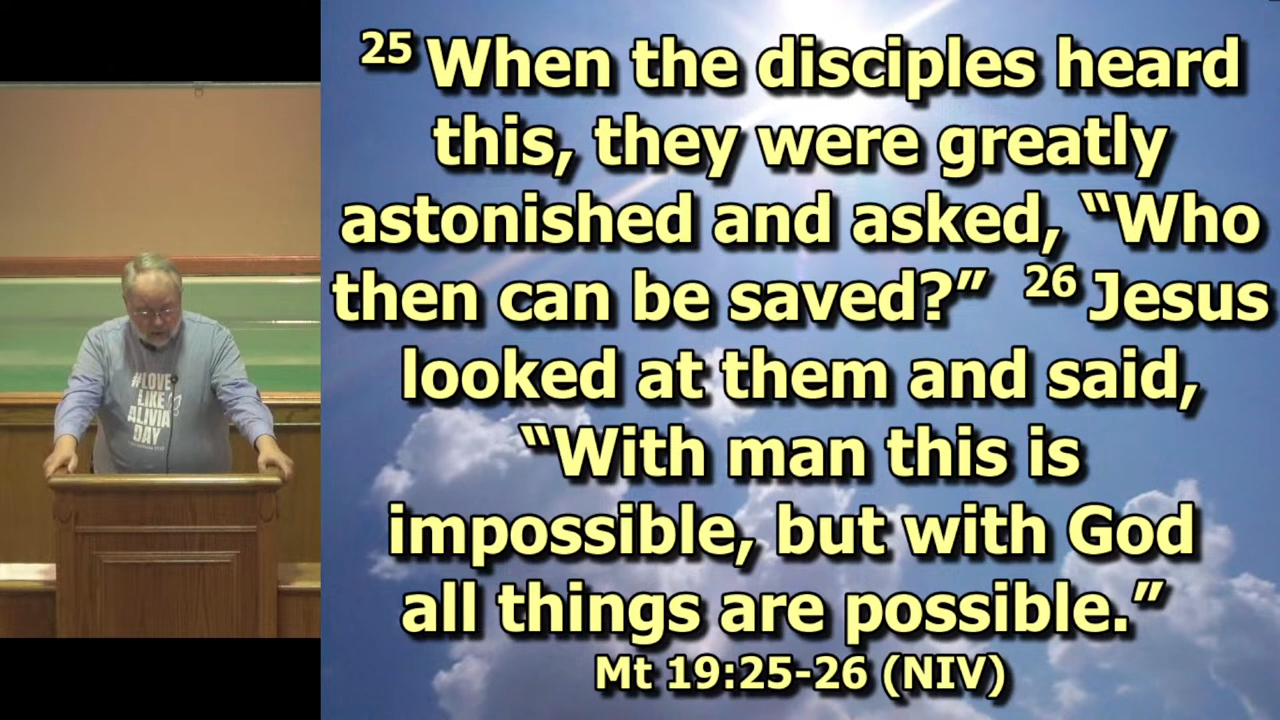 #LOVE
LIKE
ALIVIA
DAY
25 When the disciples heard
this, they were greatly
astonished and asked, “Who
then can be saved?” 26 Jesus
looked at them and said,
“With man this is
impossible, but with God
all things are possible.”
Mt 19:25-26 (NIV)